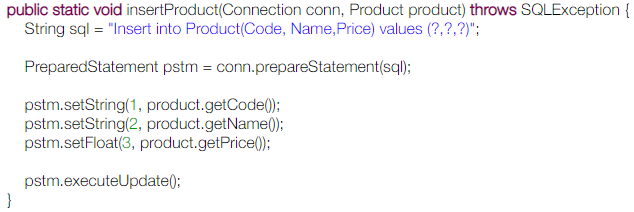 public static void insertProduct(Connection conn, Product product) throws SQLException {
String sql = "Insert into Product(Code, Name,Price) values (?,?,?)";
PreparedStatement pstm = conn.prepareStatement(sql);
pstm.setString(1, product.getCode());
pstm.setString(2, product.getName());
pstm.setFloat(3, product.getPrice());
pstm.executeUpdate();
}